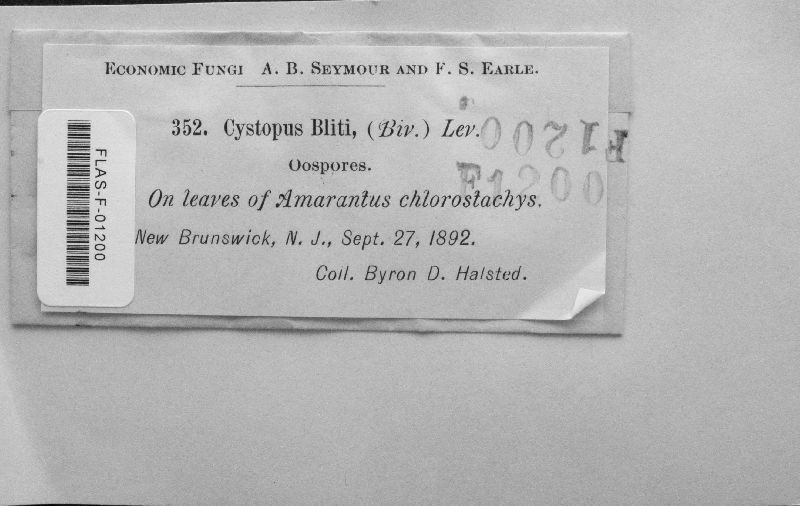 Economic Fungi A. B. Seymour and F. S. Earle.
352. Cystopus Bliti, (Biv.) Lev.
Oospores.
On leaves of Amarantus chlorostachys.
New Brunswick, N. J., Sept. 27, 1892.
Coll. Byron D. Halsted.
FLAS-F-01200
F1200
F1200